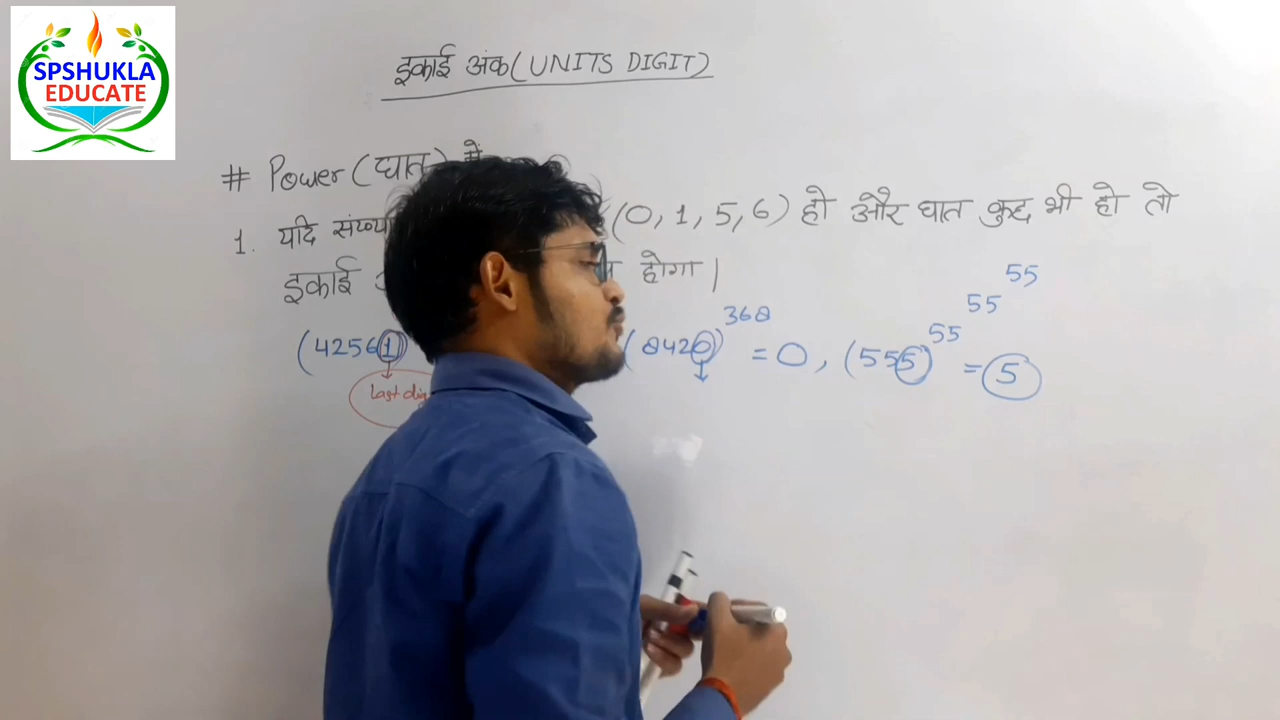 SPSHUKLA
EDUCATE
इकाई अंक (UNITS DIGIT)
# Power (घात) में
1. यदि संख्या (0, 1, 5, 6) हो और घात कुछ भी हो तो
इकाई होगा |
(42561) (8420)^368 = 0, (555)^55^55^55 = 5
last